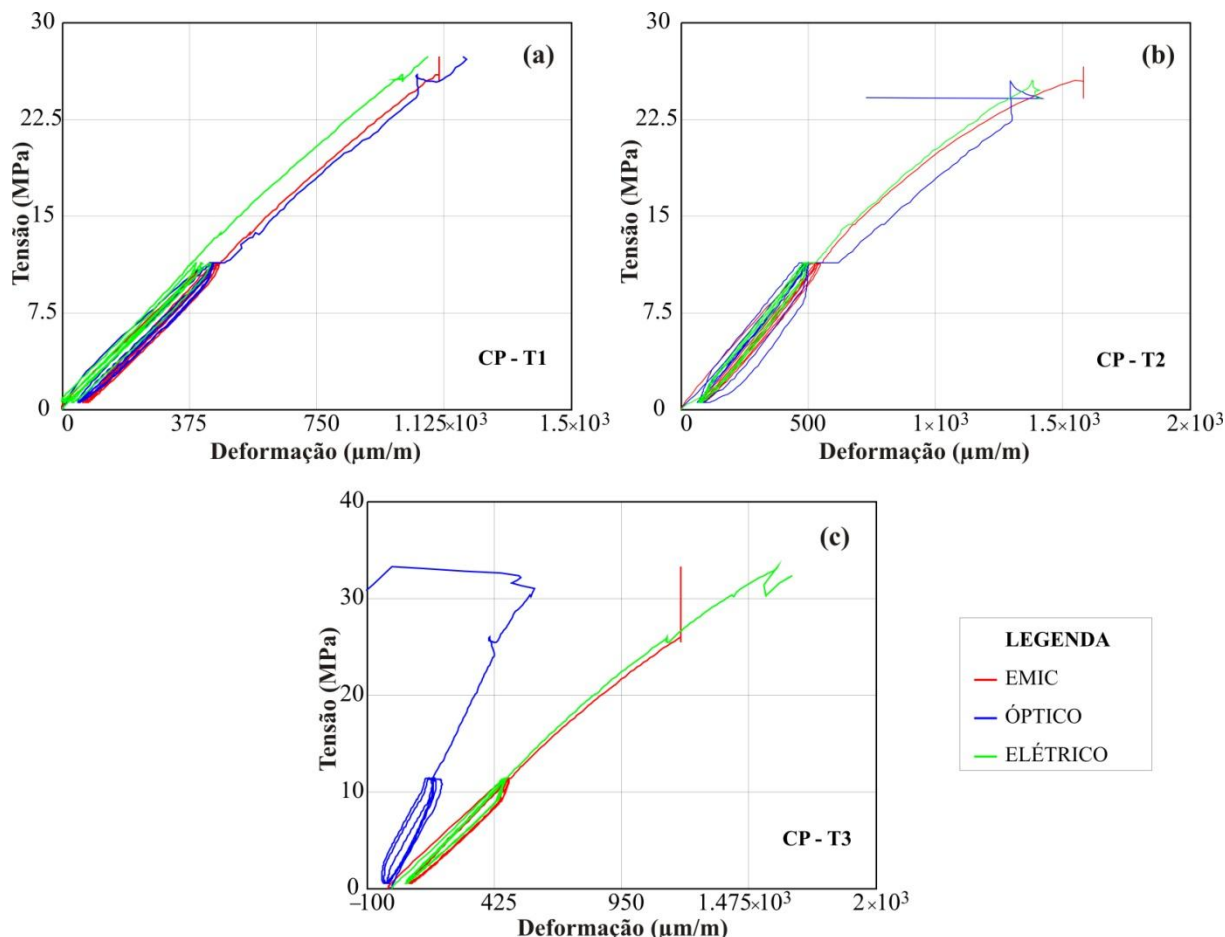 30
22.5
15
7.5
0
Tensão (MPa)
(a)
CP - T1
0 375 750 1.125×10³ 1.5×10³
Deformação (µm/m)
30
22.5
15
7.5
0
Tensão (MPa)
(b)
CP - T2
0 500 1×10³ 1.5×10³ 2×10³
Deformação (µm/m)
40
30
20
10
0
Tensão (MPa)
(c)
CP - T3
−100 425 950 1.475×10³ 2×10³
Deformação (µm/m)
LEGENDA
EMIC
ÓPTICO
ELÉTRICO